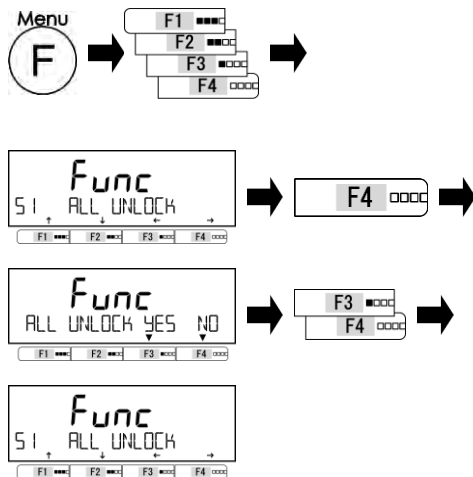 Menu
F
F1
F2
F3
F4
Func
51 ALL UNLOCK
↑ ↓ ← →
F1 F2 F3 F4
F4
Func
ALL UNLOCK YES NO
▼ ▼
F1 F2 F3 F4
F3
F4
Func
51 ALL UNLOCK
↑ ↓ ← →
F1 F2 F3 F4